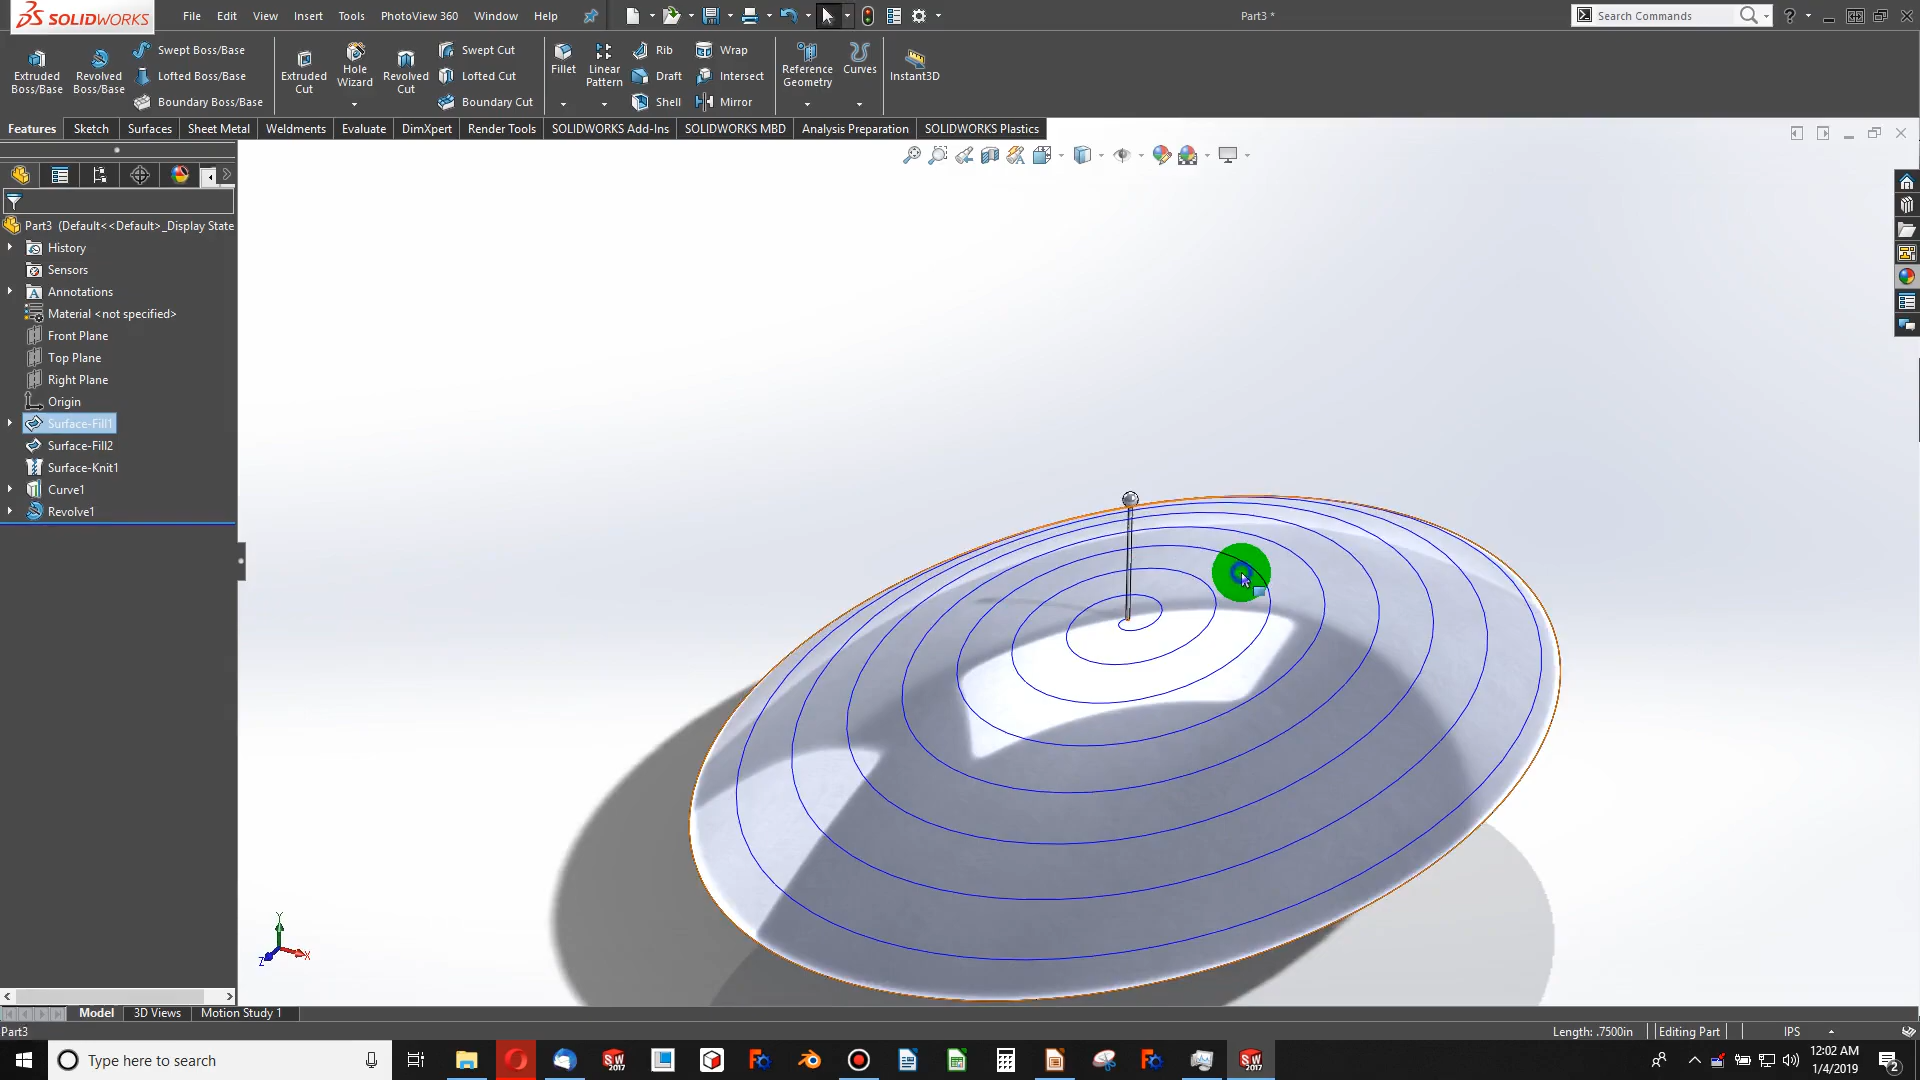 SOLIDWORKS
File Edit View Insert Tools PhotoView 360 Window Help
Part3 *
Search Commands
Extruded Boss/Base
Revolved Boss/Base
Swept Boss/Base
Lofted Boss/Base
Boundary Boss/Base
Extruded Cut
Hole Wizard
Revolved Cut
Swept Cut
Lofted Cut
Boundary Cut
Fillet
Linear Pattern
Rib
Draft
Shell
Wrap
Intersect
Mirror
Reference Geometry
Curves
Instant3D
Features Sketch Surfaces Sheet Metal Weldments Evaluate DimXpert Render Tools SOLIDWORKS Add-Ins SOLIDWORKS MBD Analysis Preparation SOLIDWORKS Plastics
Part3 (Default<<Default>_Display State
History
Sensors
Annotations
Material <not specified>
Front Plane
Top Plane
Right Plane
Origin
Surface-Fill1
Surface-Fill2
Surface-Knit1
Curve1
Revolve1
Y
X
Z
Model 3D Views Motion Study 1
Part3
Length: .7500in Editing Part IPS
Type here to search
SW 2017
SW 2017
12:02 AM
1/4/2019
2